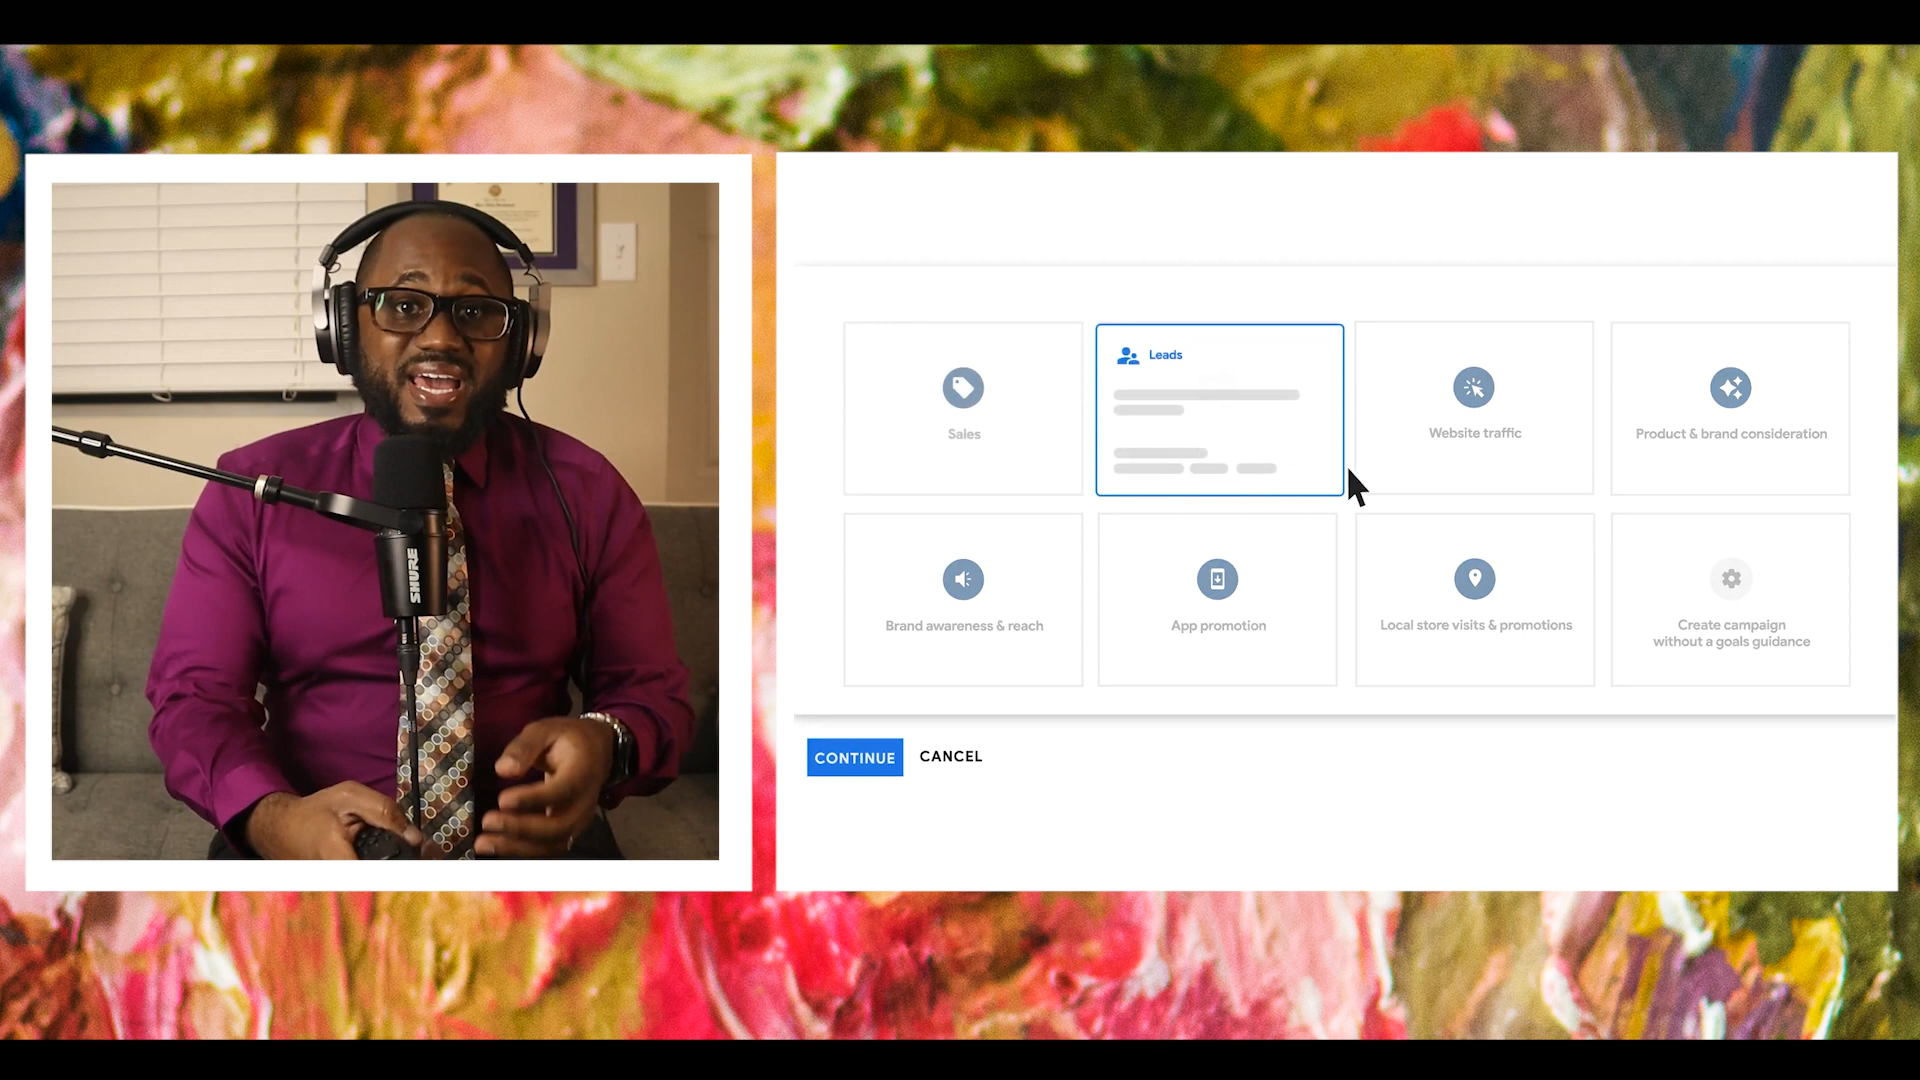 SHURE
Leads
Sales
Website traffic
Product & brand consideration
Brand awareness & reach
App promotion
Local store visits & promotions
Create campaign
without a goals guidance
CONTINUE
CANCEL